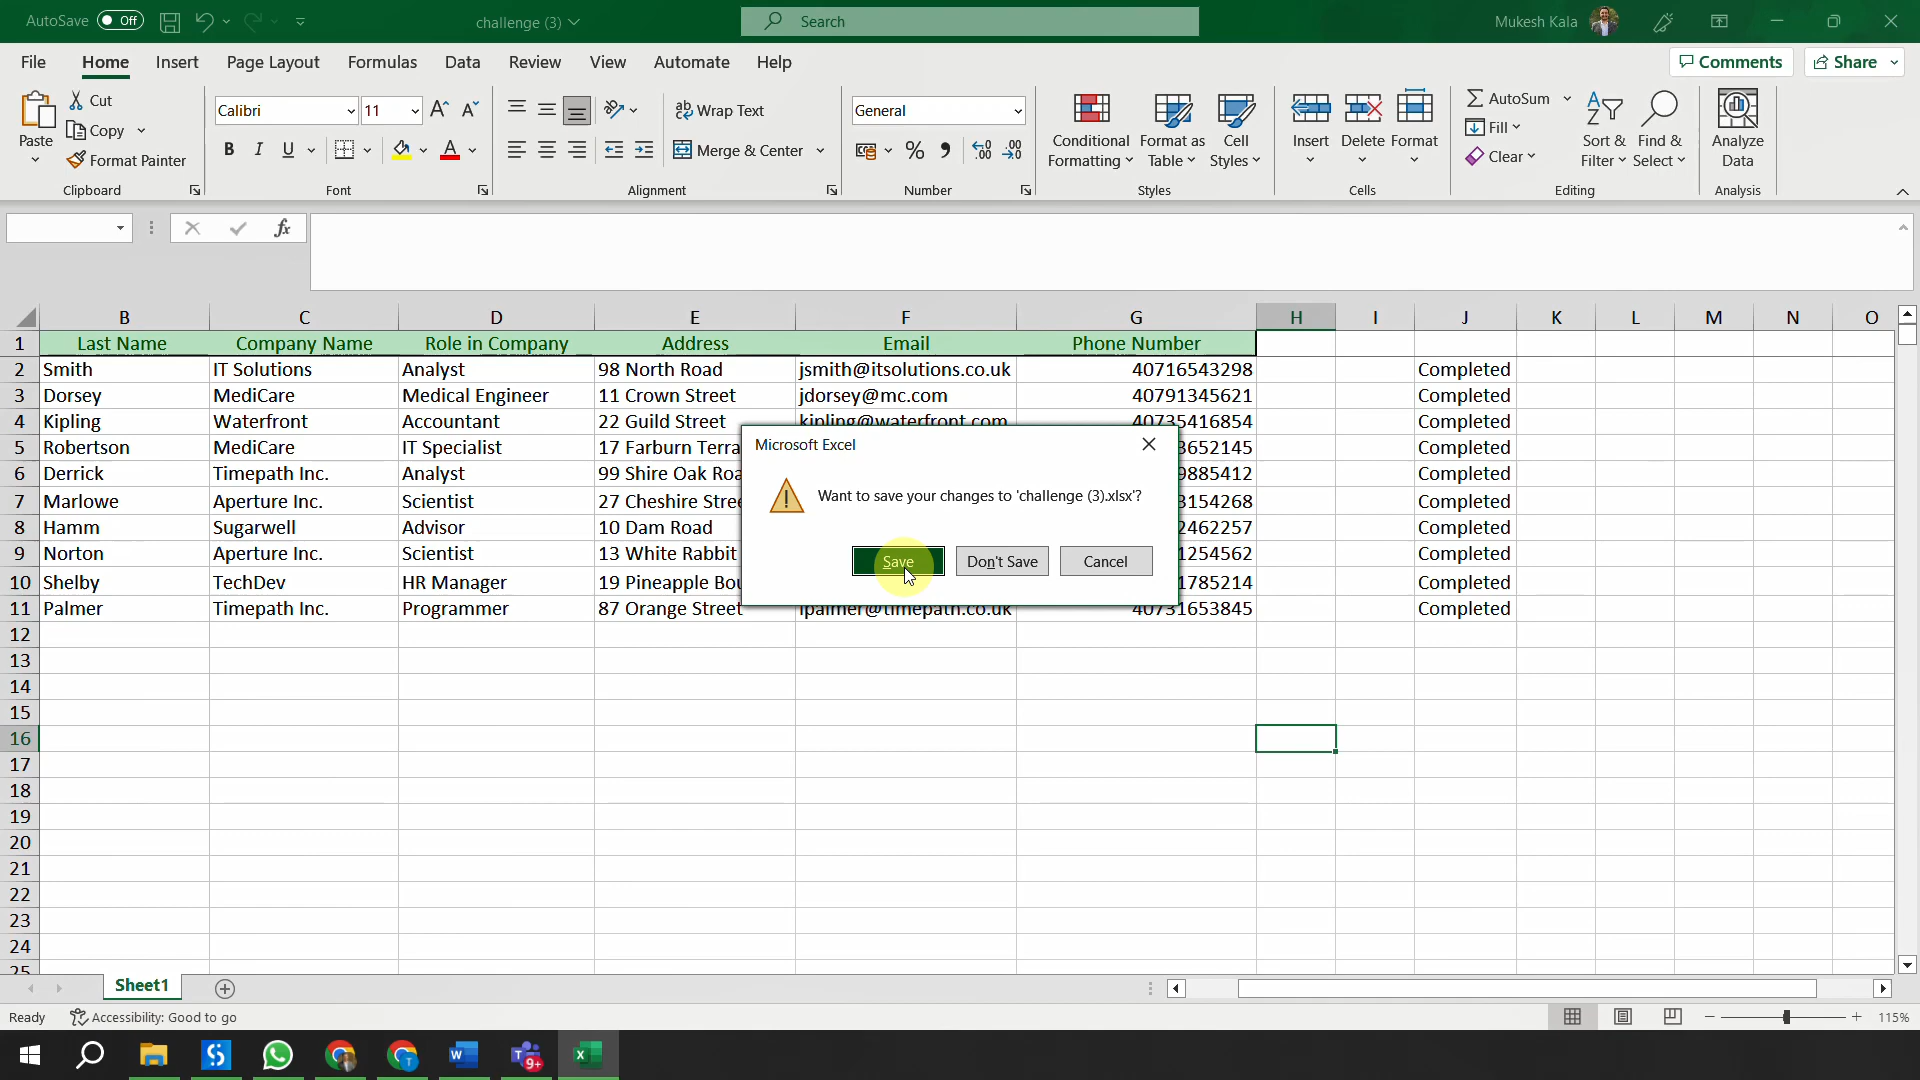 AutoSave Off
challenge (3)
Search
Mukesh Kala
File Home Insert Page Layout Formulas Data Review View Automate Help
Comments Share
Paste
Cut
Copy
Format Painter
Clipboard
Calibri 11
B I U A
Font
ab Wrap Text
Merge & Center
Alignment
General
% ,
Number
Conditional Formatting
Format as Table
Cell Styles
Styles
Insert Delete Format
Cells
AutoSum
Fill
Clear
Sort & Filter
Find & Select
Editing
Analyze Data
Analysis
fx
B C D E F G H I J K L M N O
1 Last Name Company Name Role in Company Address Email Phone Number
2 Smith IT Solutions Analyst 98 North Road jsmith@itsolutions.co.uk 40716543298 Completed
3 Dorsey MediCare Medical Engineer 11 Crown Street jdorsey@mc.com 40791345621 Completed
4 Kipling Waterfront Accountant 22 Guild Street kipling@waterfront.com 40735416854 Completed
5 Robertson MediCare IT Specialist 17 Farburn Terra 3652145 Completed
6 Derrick Timepath Inc. Analyst 99 Shire Oak Roa 9885412 Completed
7 Marlowe Aperture Inc. Scientist 27 Cheshire Stree 3154268 Completed
8 Hamm Sugarwell Advisor 10 Dam Road 2462257 Completed
9 Norton Aperture Inc. Scientist 13 White Rabbit 1254562 Completed
10 Shelby TechDev HR Manager 19 Pineapple Bou 1785214 Completed
11 Palmer Timepath Inc. Programmer 87 Orange Street lpalmer@timepath.co.uk 40731653845 Completed
12
13
14
15
16
17
18
19
20
21
22
23
24
25
Microsoft Excel
Want to save your changes to 'challenge (3).xlsx'?
Save Don't Save Cancel
Sheet1
Ready Accessibility: Good to go 115%
9+